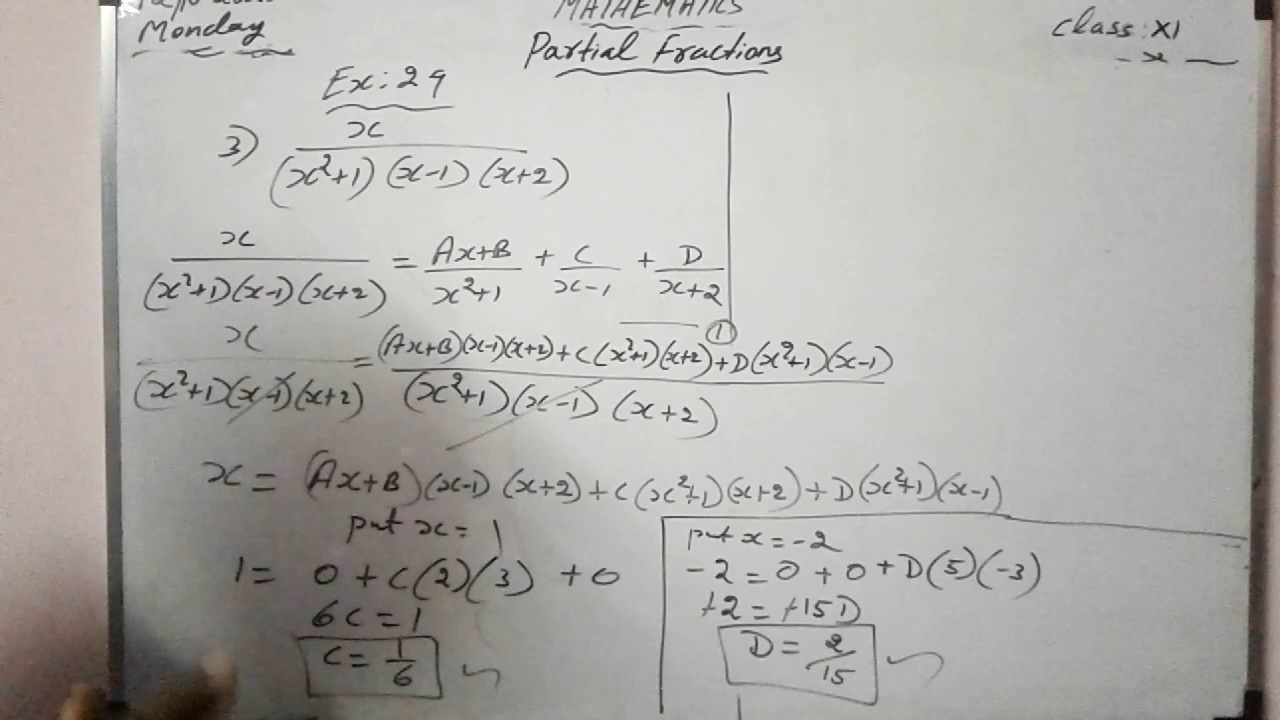 MATHEMATICS
Monday
Partial Fractions
Class: XI
Ex: 2.9
3) x / (x²+1)(x-1)(x+2)
x / (x²+1)(x-1)(x+2) = Ax+B / x²+1 + C / x-1 + D / x+2 —— ①
x / (x²+1)(x-1)(x+2) = (Ax+B)(x-1)(x+2) + C(x²+1)(x+2) + D(x²+1)(x-1) / (x²+1)(x-1)(x+2)
x = (Ax+B)(x-1)(x+2) + C(x²+1)(x+2) + D(x²+1)(x-1)
put x = 1
1 = 0 + C(2)(3) + 0
6C = 1
C = 1/6
put x = -2
-2 = 0 + 0 + D(5)(-3)
+2 = +15D
D = 2/15